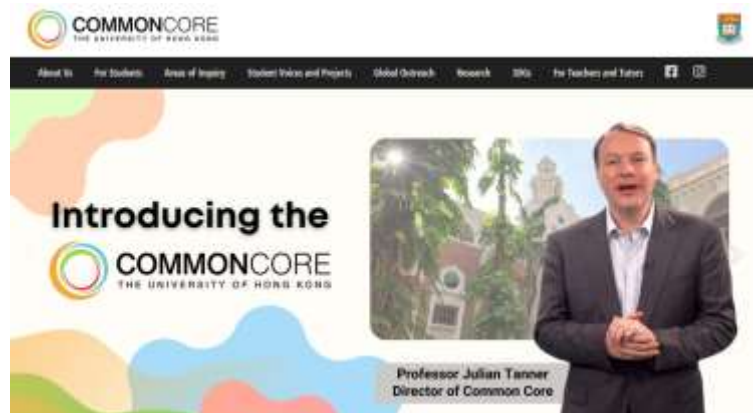 COMMONCORE
THE UNIVERSITY OF HONG KONG
About Us For Students Areas of Inquiry Student Voices and Projects Global Outreach Research SDGs For Teachers and Tutors
Introducing the
COMMONCORE
THE UNIVERSITY OF HONG KONG
Professor Julian Tanner
Director of Common Core